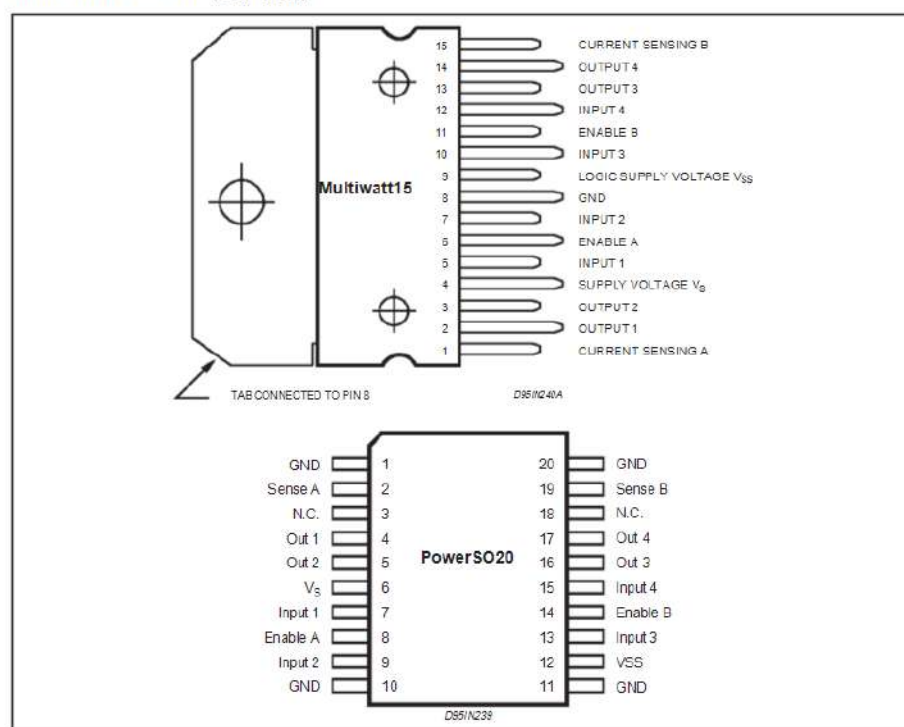 15 CURRENT SENSING B
14 OUTPUT 4
13 OUTPUT 3
12 INPUT 4
11 ENABLE B
10 INPUT 3
9 LOGIC SUPPLY VOLTAGE VSS
Multiwatt15
8 GND
7 INPUT 2
6 ENABLE A
5 INPUT 1
4 SUPPLY VOLTAGE VS
3 OUTPUT 2
2 OUTPUT 1
1 CURRENT SENSING A
TAB CONNECTED TO PIN 8
D95IN240A
GND 1 20 GND
Sense A 2 19 Sense B
N.C. 3 18 N.C.
Out 1 4 17 Out 4
Out 2 5 PowerSO20 16 Out 3
VS 6 15 Input 4
Input 1 7 14 Enable B
Enable A 8 13 Input 3
Input 2 9 12 VSS
GND 10 11 GND
D95IN239